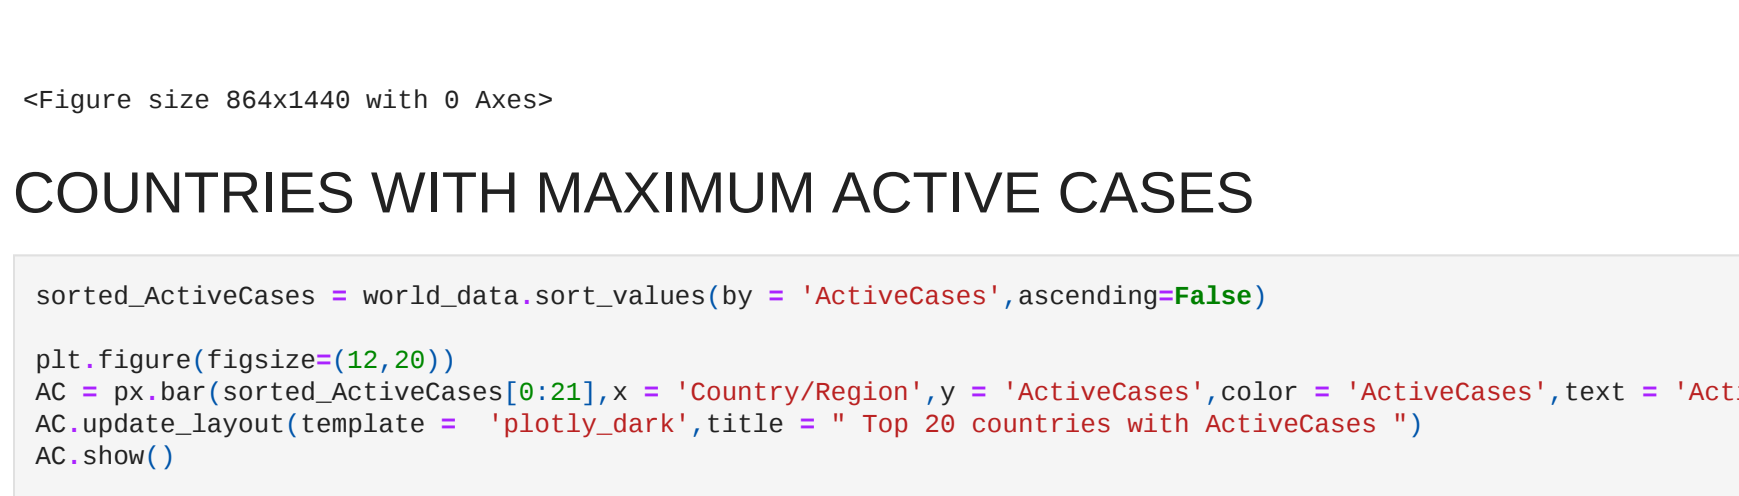 <Figure size 864x1440 with 0 Axes>
COUNTRIES WITH MAXIMUM ACTIVE CASES
sorted_ActiveCases = world_data.sort_values(by = 'ActiveCases',ascending=False)
plt.figure(figsize=(12,20))
AC = px.bar(sorted_ActiveCases[0:21],x = 'Country/Region',y = 'ActiveCases',color = 'ActiveCases',text = 
AC.update_layout(template =  'plotly_dark',title = " Top 20 countries with ActiveCases ")
AC.show()